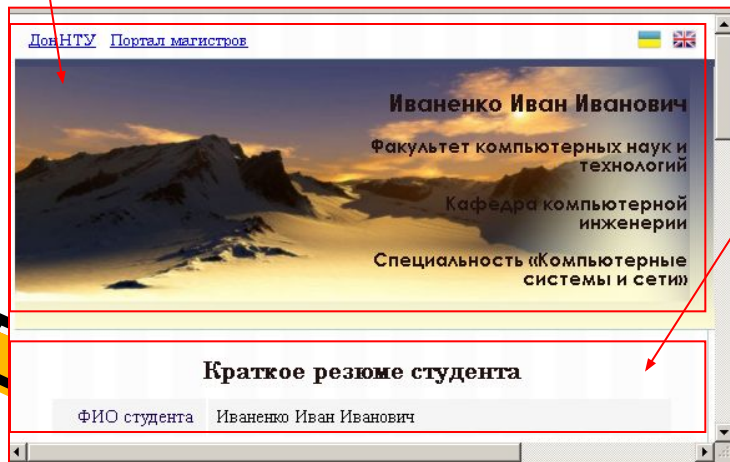 ДонНТУ Портал магистров
Иваненко Иван Иванович
Факультет компьютерных наук и
технологий
Кафедра компьютерной
инженерии
Специальность «Компьютерные
системы и сети»
Краткое резюме студента
ФИО студента Иваненко Иван Иванович